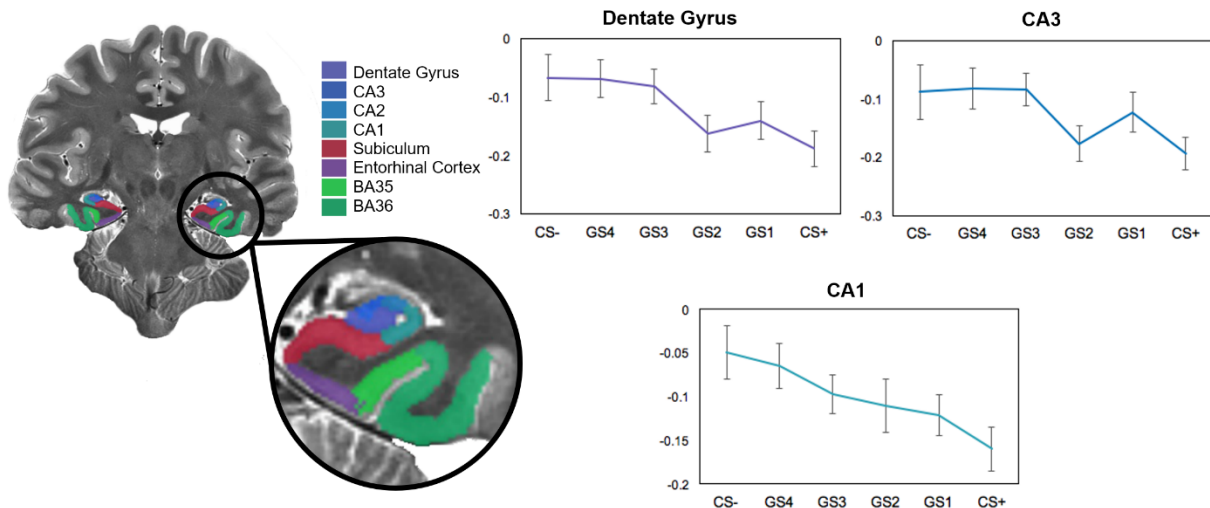 Dentate Gyrus
CA3
CA2
CA1
Subiculum
Entorhinal Cortex
BA35
BA36
Dentate Gyrus
0
-0.1
-0.2
-0.3
CS- GS4 GS3 GS2 GS1 CS+
CA3
0
-0.1
-0.2
-0.3
CS- GS4 GS3 GS2 GS1 CS+
CA1
0
-0.05
-0.1
-0.15
-0.2
CS- GS4 GS3 GS2 GS1 CS+